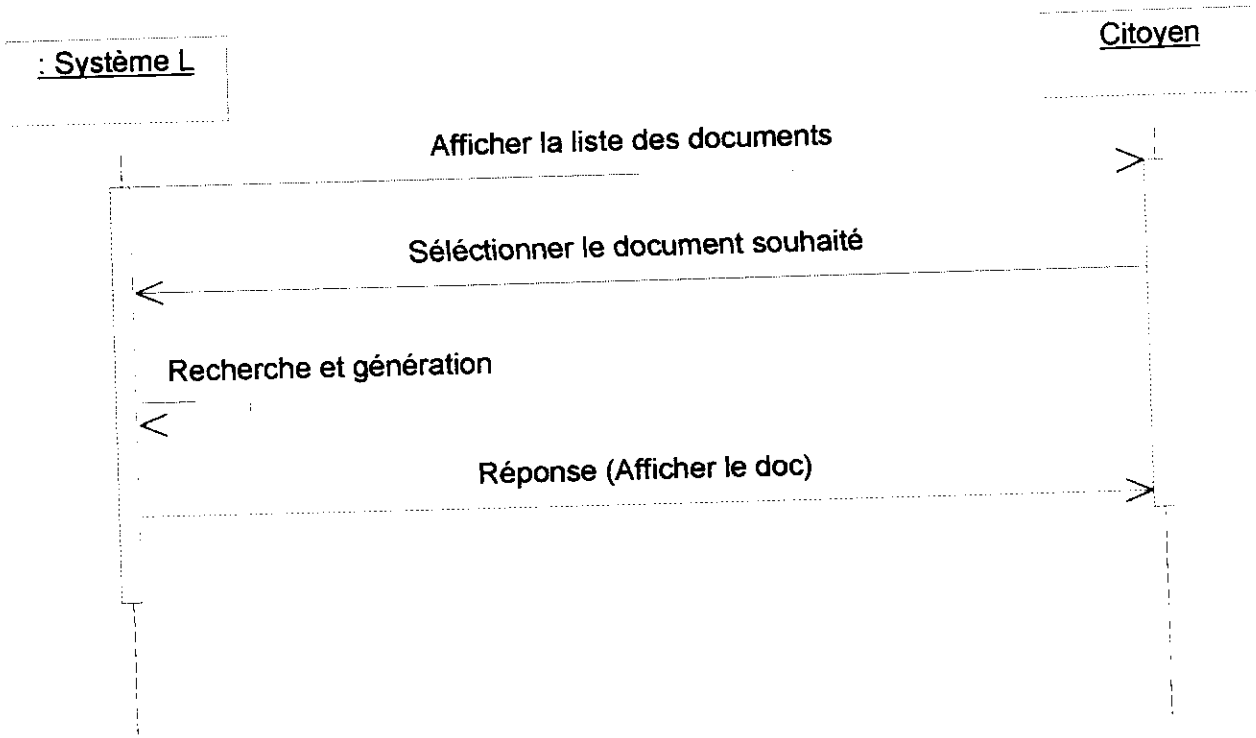 : Système L
Citoyen
Afficher la liste des documents
Séléctionner le document souhaité
Recherche et génération
Réponse (Afficher le doc)